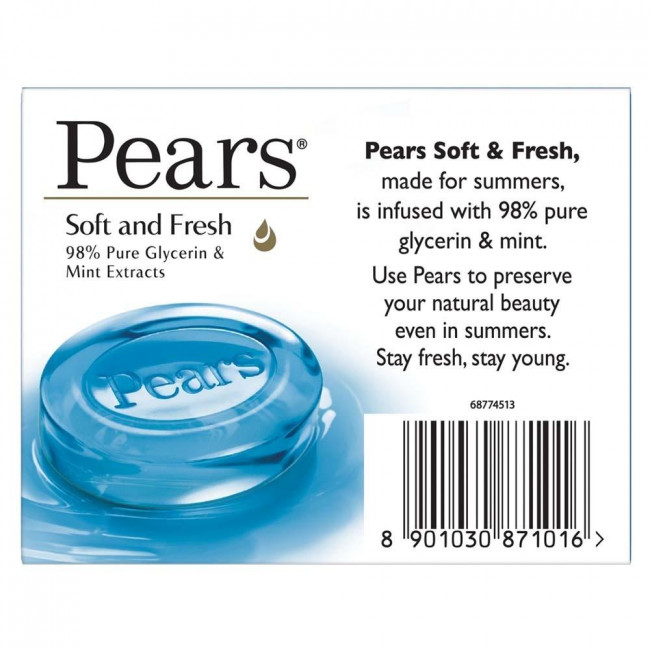 Pears®
Soft and Fresh
98% Pure Glycerin &
Mint Extracts
Pears
Pears Soft & Fresh,
made for summers,
is infused with 98% pure
glycerin & mint.
Use Pears to preserve
your natural beauty
even in summers.
Stay fresh, stay young.
68774513
8 901030 871016 >